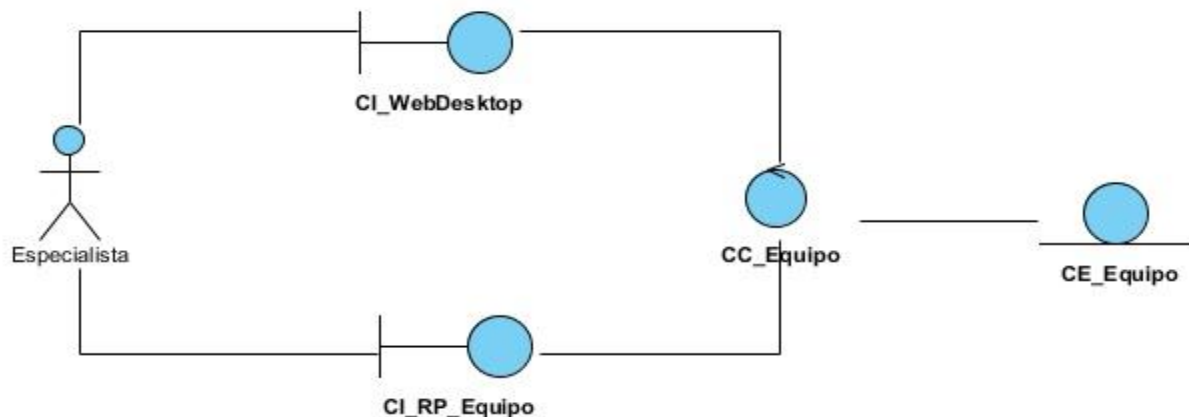 CI_WebDesktop
Especialista
CC_Equipo
CE_Equipo
CI_RP_Equipo